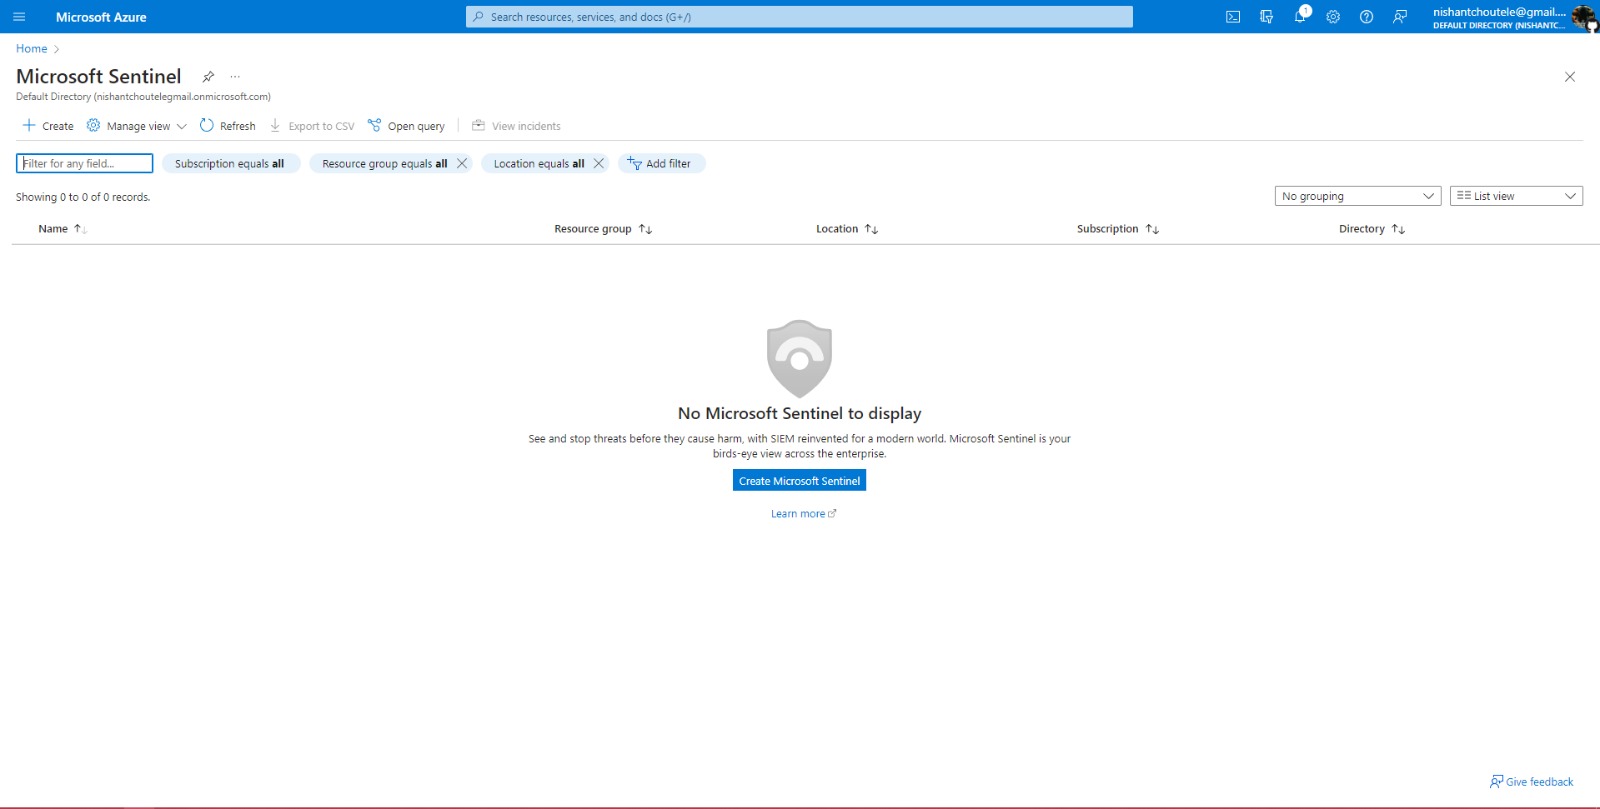 Microsoft Azure
Search resources, services, and docs (G+/)
1
nishantchoutele@gmail....
DEFAULT DIRECTORY (NISHANTC...
Home
Microsoft Sentinel
Default Directory (nishantchoutelegmail.onmicrosoft.com)
Create Manage view Refresh Export to CSV Open query View incidents
Filter for any field... Subscription equals all Resource group equals all Location equals all Add filter
Showing 0 to 0 of 0 records.
No grouping List view
Name Resource group Location Subscription Directory
No Microsoft Sentinel to display
See and stop threats before they cause harm, with SIEM reinvented for a modern world. Microsoft Sentinel is your
birds-eye view across the enterprise.
Create Microsoft Sentinel
Learn more
Give feedback